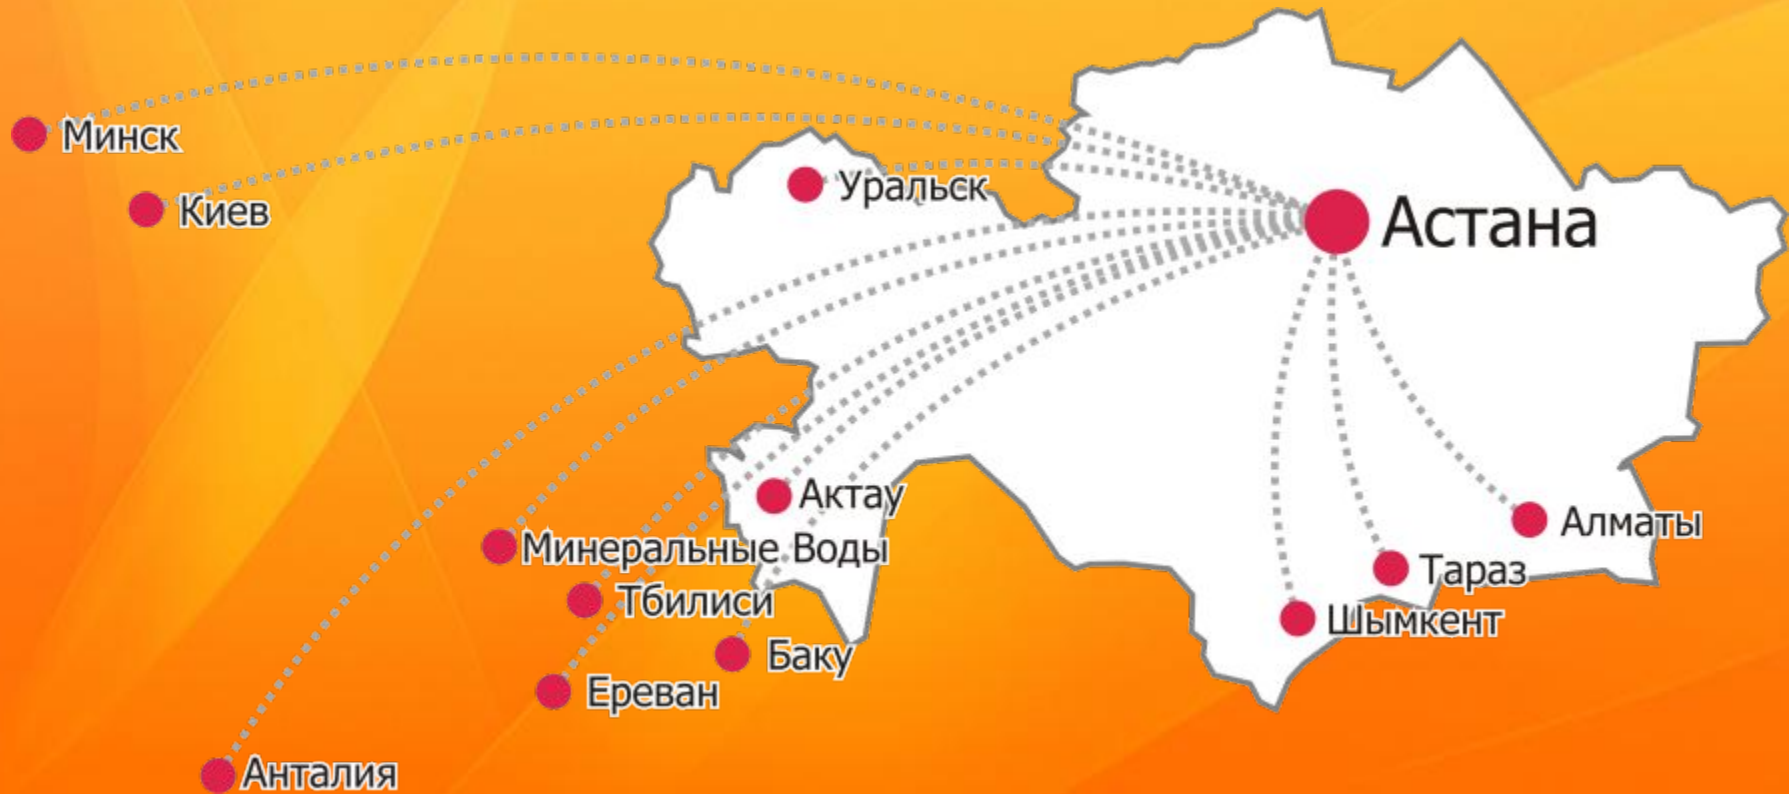 Минск
Киев
Уральск
Астана
Актау
Минеральные Воды
Алматы
Тараз
Тбилиси
Шымкент
Баку
Ереван
Анталия